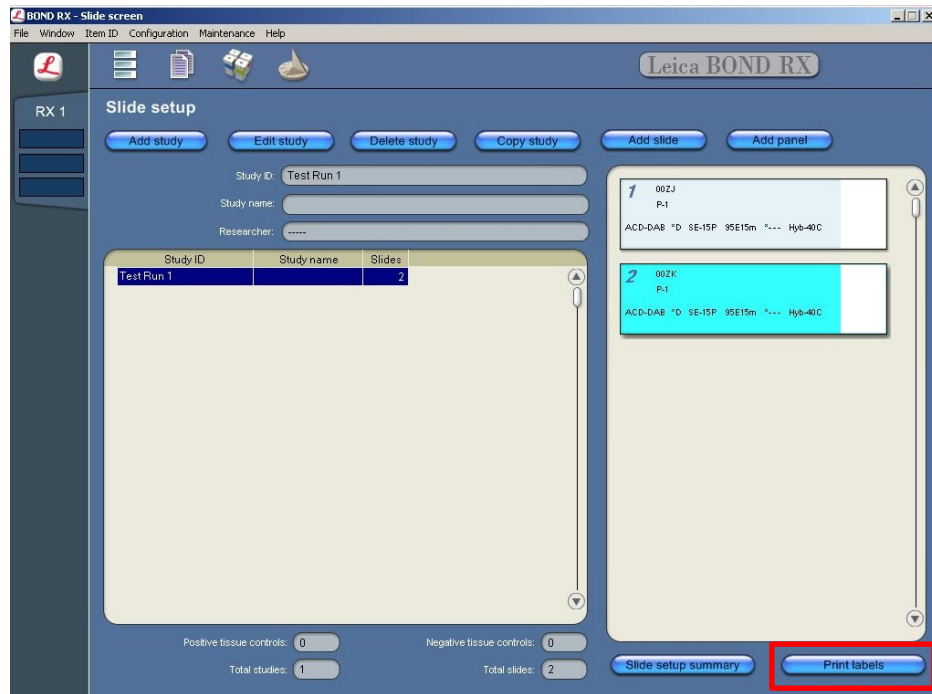 BOND RX - Slide screen
File Window Item ID Configuration Maintenance Help
Leica BOND RX
RX 1
Slide setup
Add study Edit study Delete study Copy study Add slide Add panel
Study ID: Test Run 1
Study name:
Researcher: -----
Study ID Study name Slides
Test Run 1 2
1 00ZJ
P-1
ACD-DAB *D SE-15P 95E15m *--- Hyb-40C
2 00ZK
P-1
ACD-DAB *D SE-15P 95E15m *--- Hyb-40C
Positive tissue controls: 0 Negative tissue controls: 0
Total studies: 1 Total slides: 2
Slide setup summary Print labels